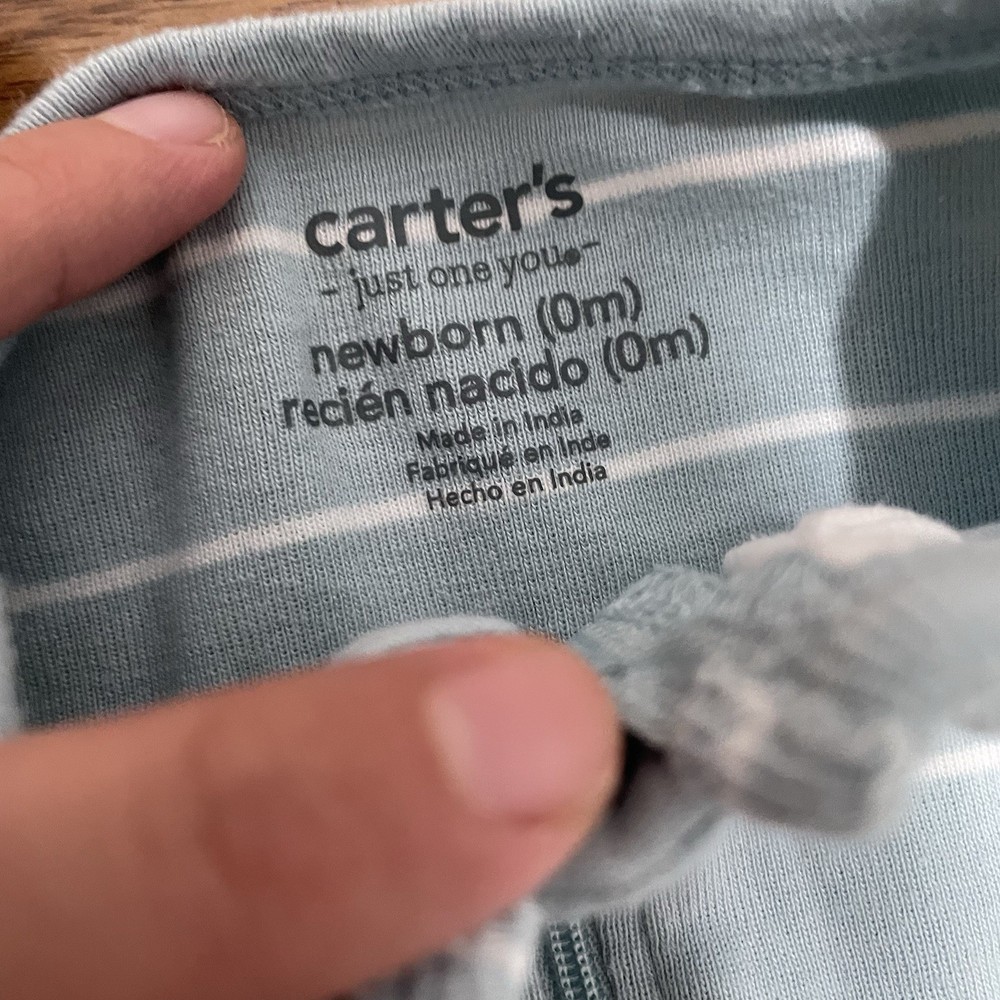 carter's
- just one you. -
newborn (0m)
recién nacido (0m)
Made in India
Fabriqué en Inde
Hecho en India